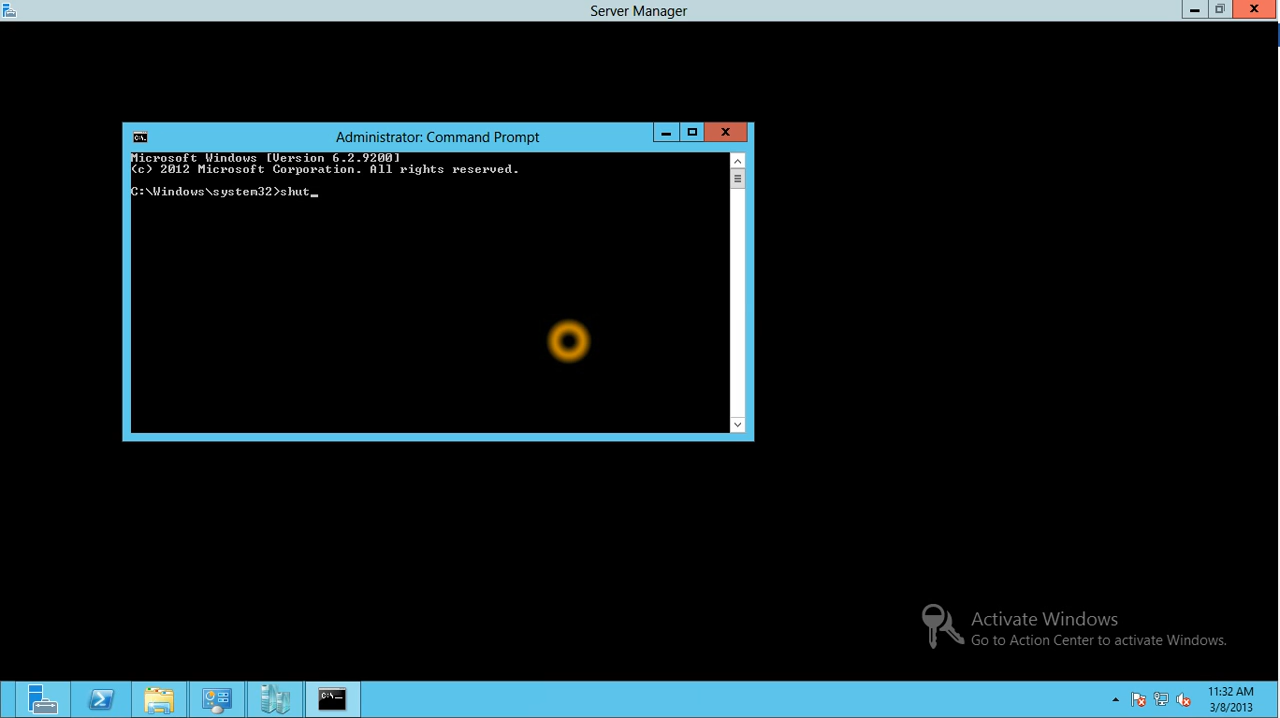 Server Manager
Administrator: Command Prompt
Microsoft Windows [Version 6.2.9200]
(c) 2012 Microsoft Corporation. All rights reserved.
C:\Windows\system32>shut_
Activate Windows
Go to Action Center to activate Windows.
11:32 AM
3/8/2013